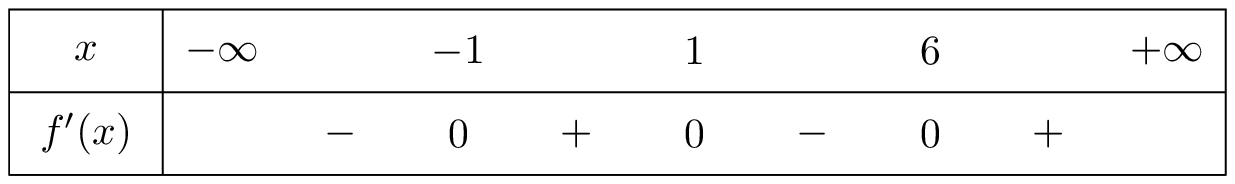 x −∞ −1 1 6 +∞
f′(x) − 0 + 0 − 0 +